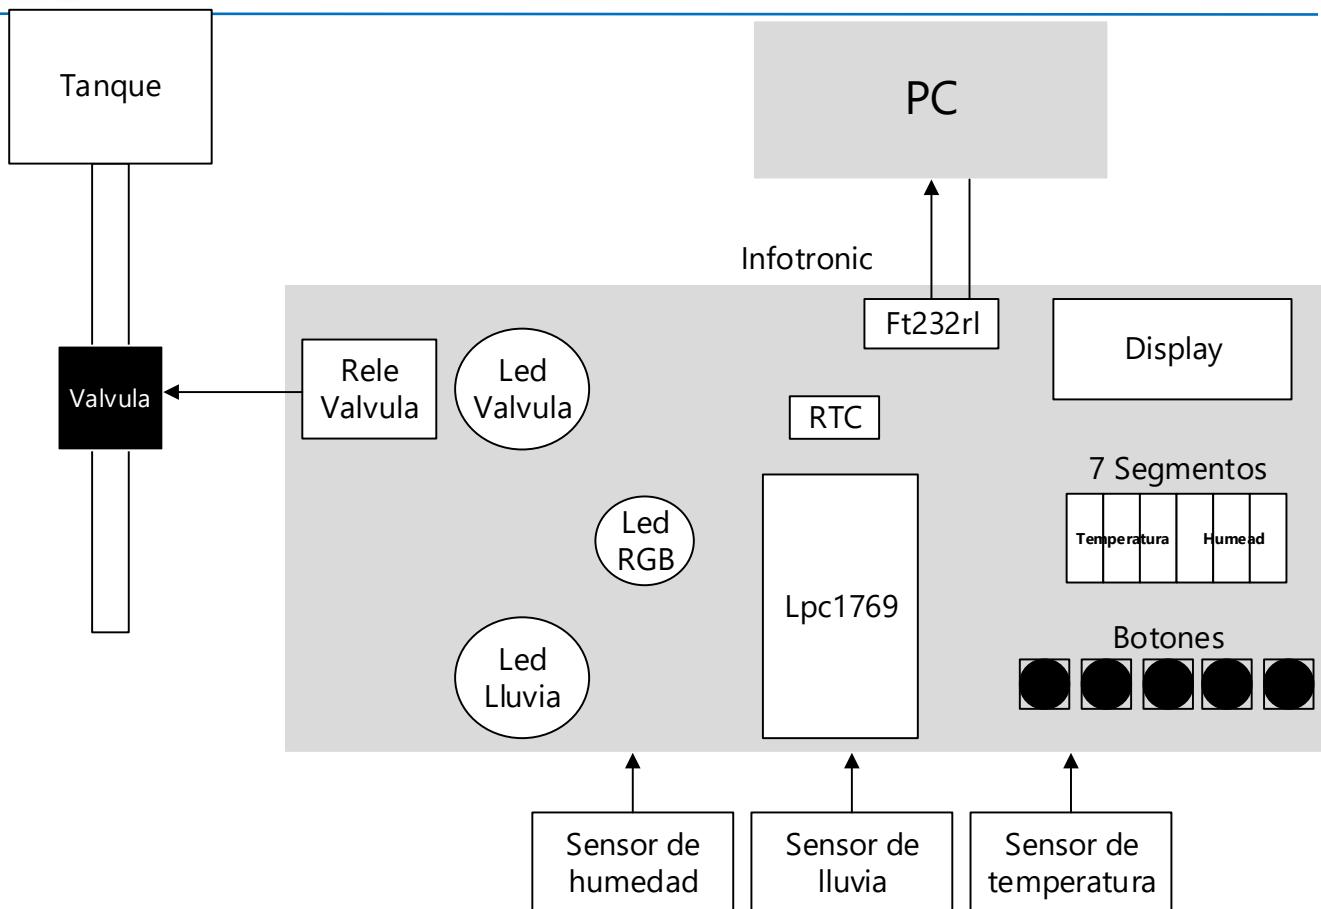 Tanque
PC
Infotronic
Ft232rl
Display
Rele
Valvula
Led
Valvula
Valvula
RTC
7 Segmentos
Temperatura
Humead
Led
RGB
Lpc1769
Botones
Led
Lluvia
Sensor de
humedad
Sensor de
lluvia
Sensor de
temperatura